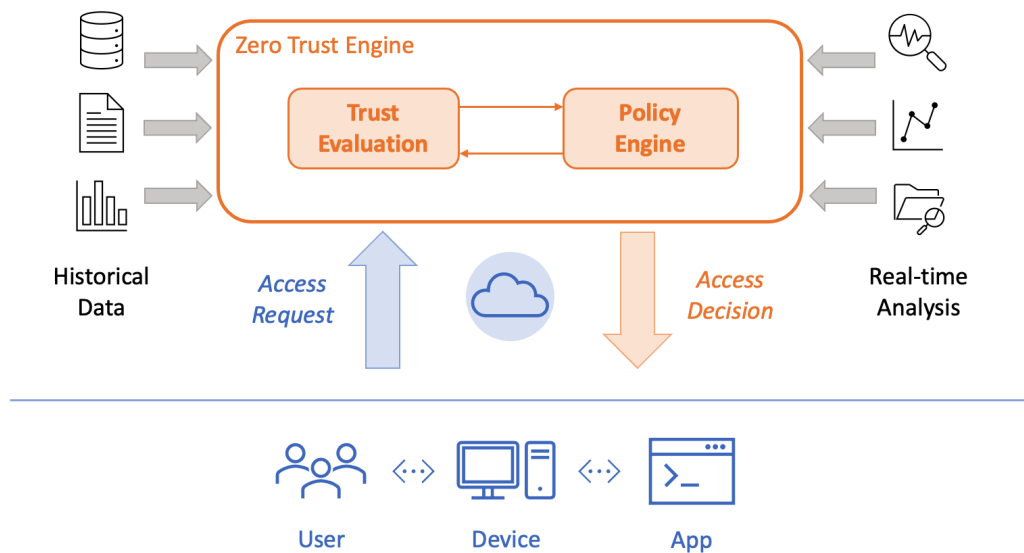 Zero Trust Engine
Trust
Evaluation
Policy
Engine
Historical
Data
Access
Request
Access
Decision
Real-time
Analysis
User
Device
App